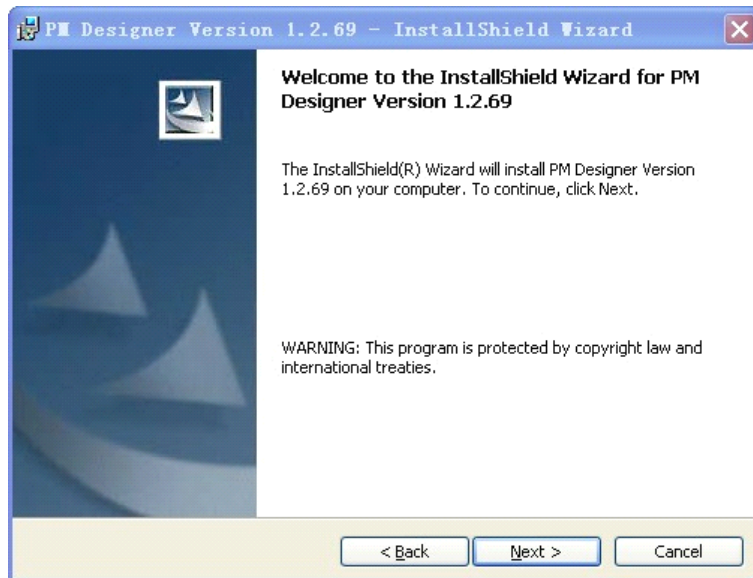 PM Designer Version 1.2.69 - InstallShield Wizard
Welcome to the InstallShield Wizard for PM
Designer Version 1.2.69
The InstallShield(R) Wizard will install PM Designer Version
1.2.69 on your computer. To continue, click Next.
WARNING: This program is protected by copyright law and
international treaties.
< Back Next > Cancel